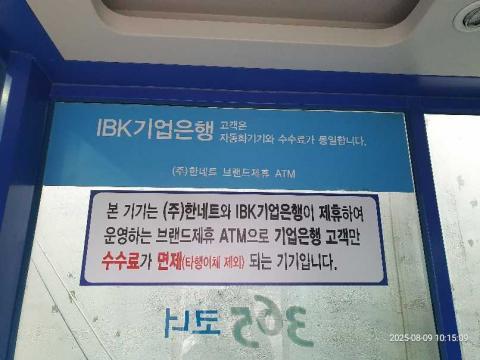 IBK기업은행 고객은
자동화기기와 수수료가 동일합니다.
(주)한네트 브랜드제휴 ATM
본 기기는 (주)한네트와 IBK기업은행이 제휴하여
운영하는 브랜드제휴 ATM으로 기업은행 고객만
수수료가 면제(타행이체 제외) 되는 기기입니다.
365 코너
2025-08-09 10:15:09